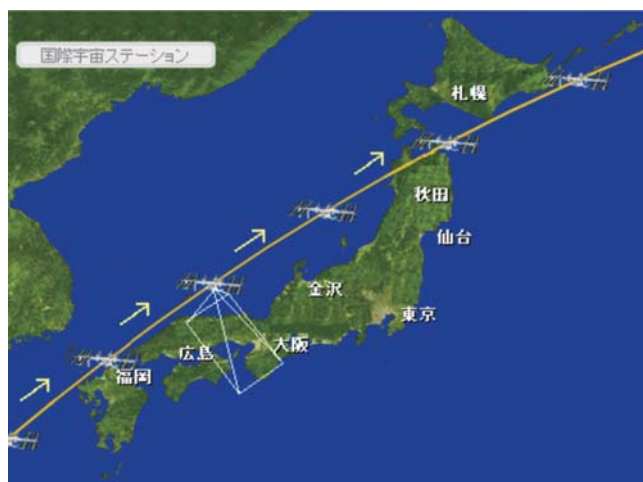 国際宇宙ステーション
札幌
秋田
仙台
金沢
東京
大阪
広島
福岡